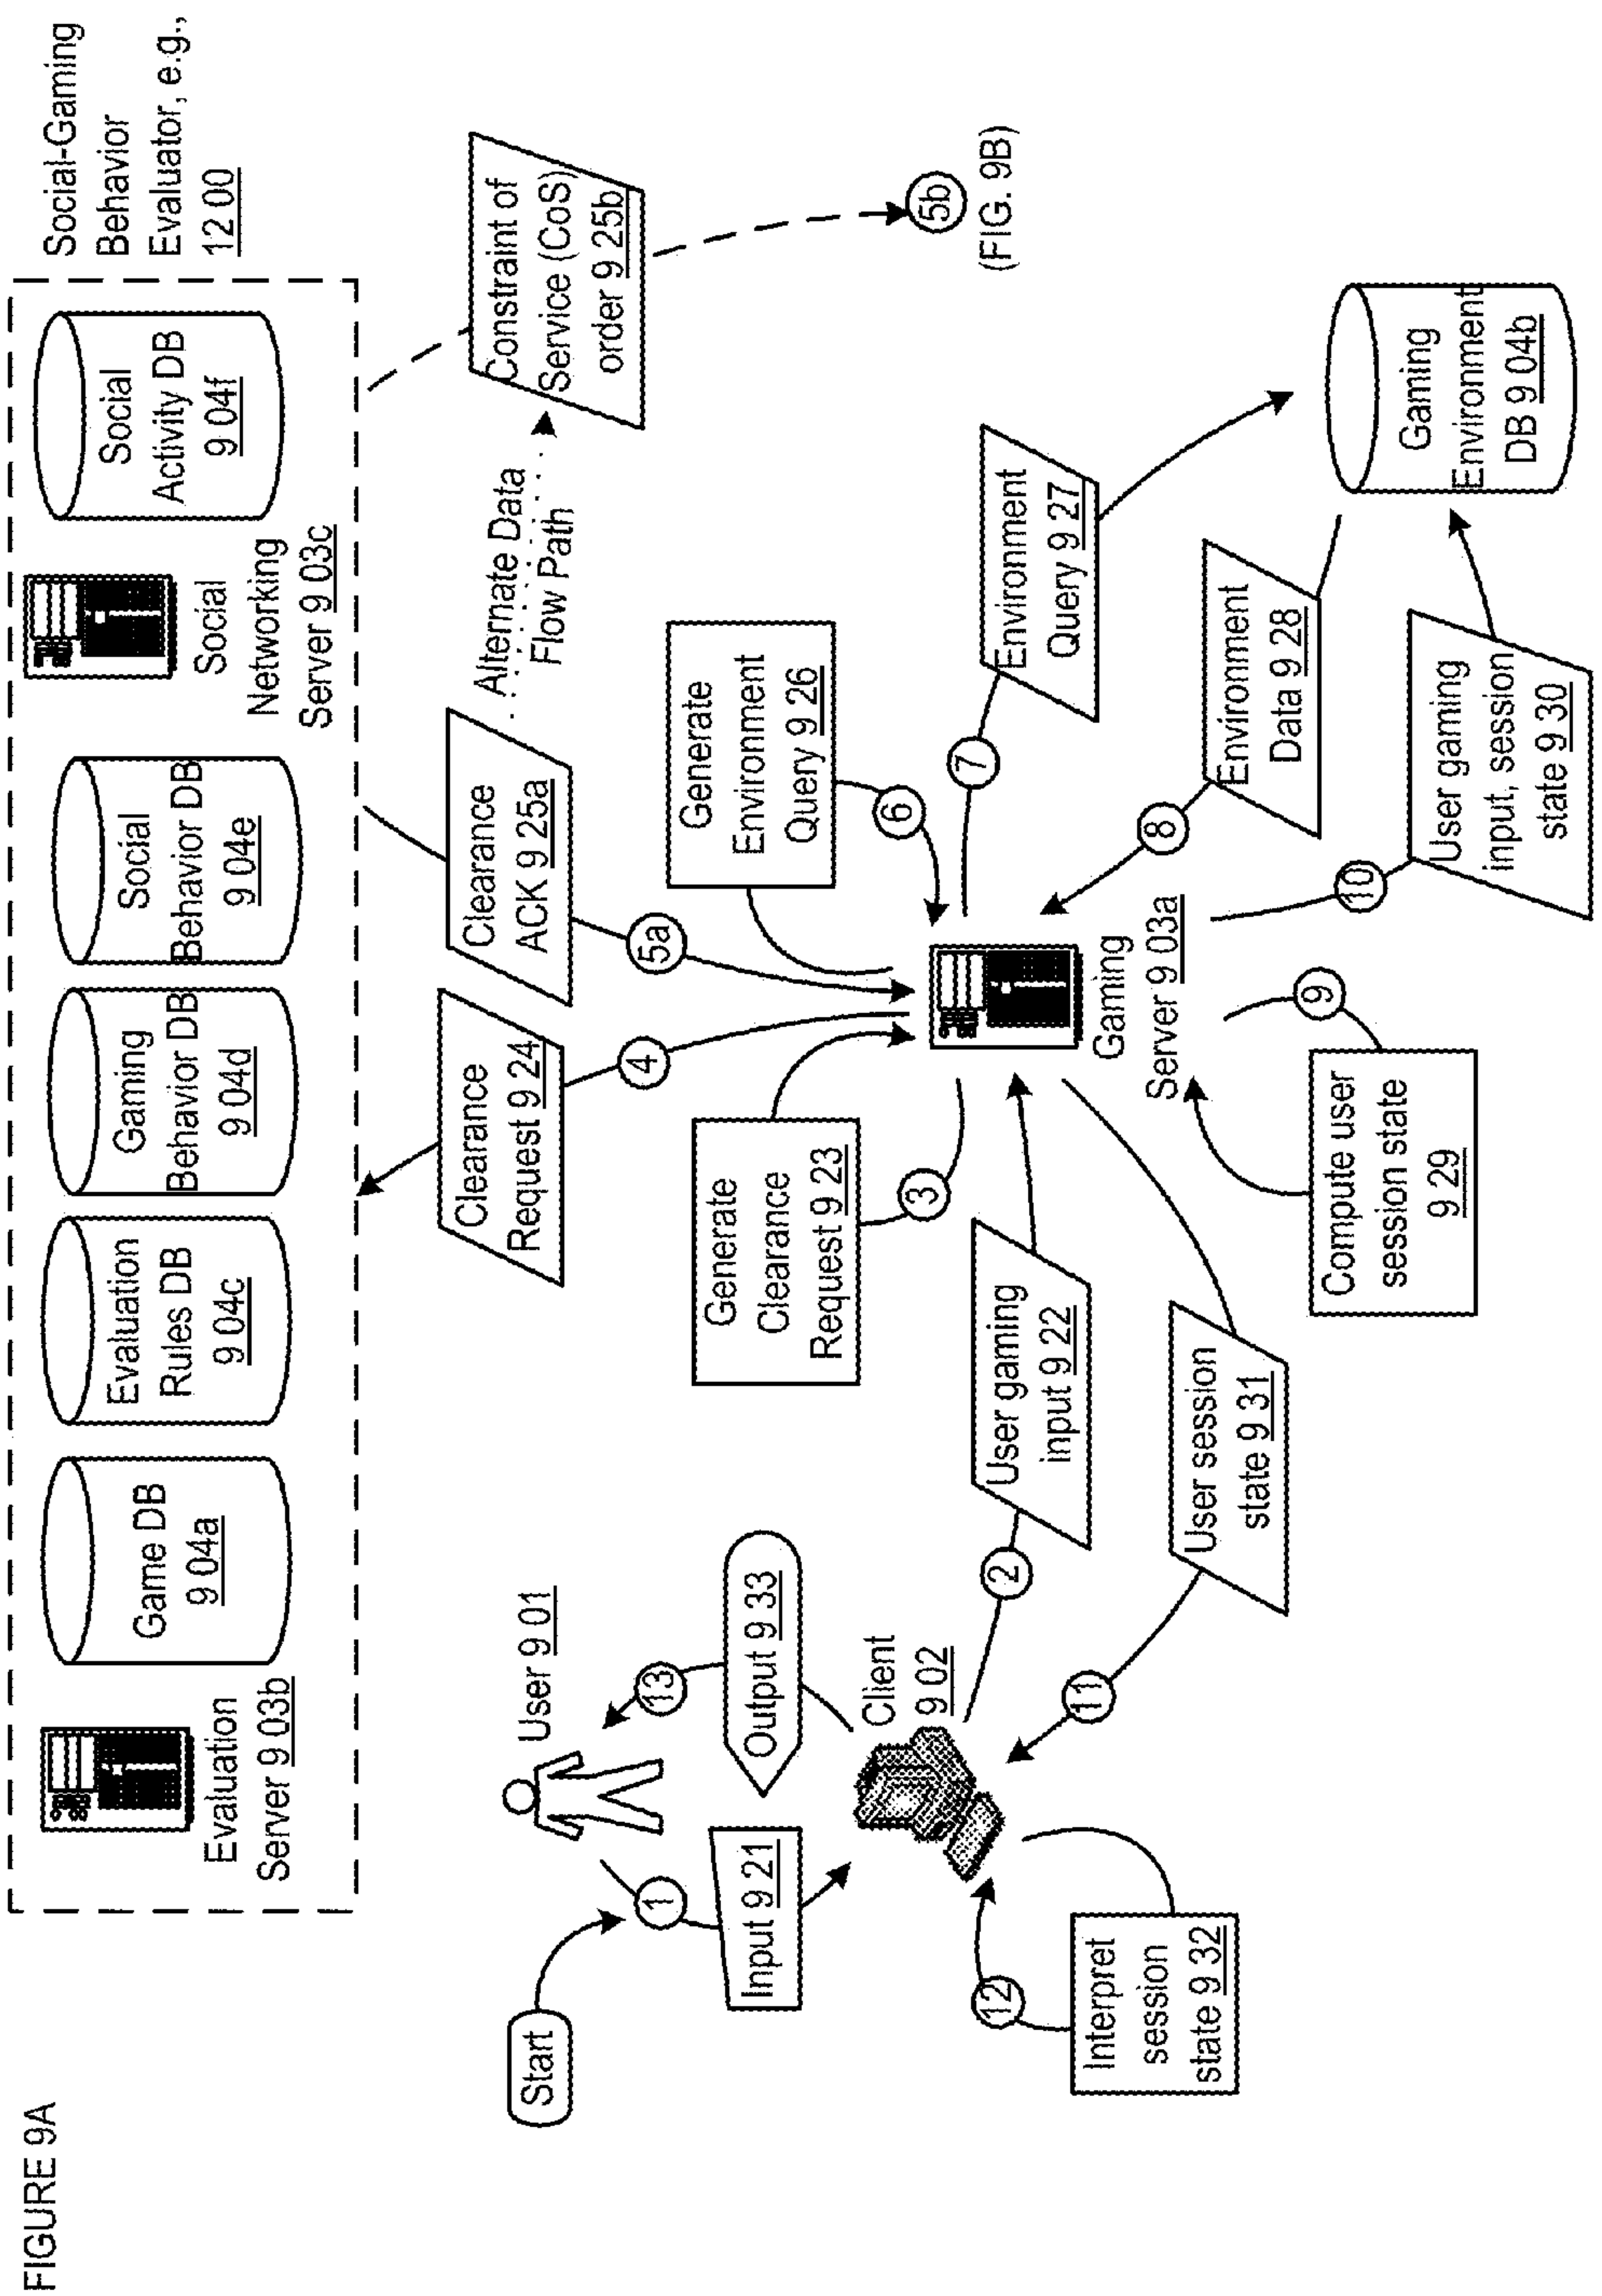 FIGURE 9A
Social-Gaming
Behavior
Evaluator, e.g.,
12 00
Evaluation
Server 9 03b
Game DB
9 04a
Evaluation
Rules DB
9 04c
Gaming
Behavior DB
9 04d
Social
Behavior DB
9 04e
Social
Networking
Server 9 03c
Social
Activity DB
9 04f
Start
1
User 9 01
Input 9 21
13
Output 9 33
Client
9 02
12
Interpret
session
state 9 32
2
User gaming
input 9 22
11
User session
state 9 31
Generate
Clearance
Request 9 23
3
Clearance
Request 9 24
4
Clearance
ACK 9 25a
5a
Alternate Data
Flow Path
Constraint of
Service (CoS)
order 9 25b
5b
(FIG. 9B)
Generate
Environment
Query 9 26
6
Gaming
Server 9 03a
7
Environment
Query 9 27
8
Environment
Data 9 28
9
Compute user
session state
9 29
10
User gaming
input, session
state 9 30
Gaming
Environment
DB 9 04b